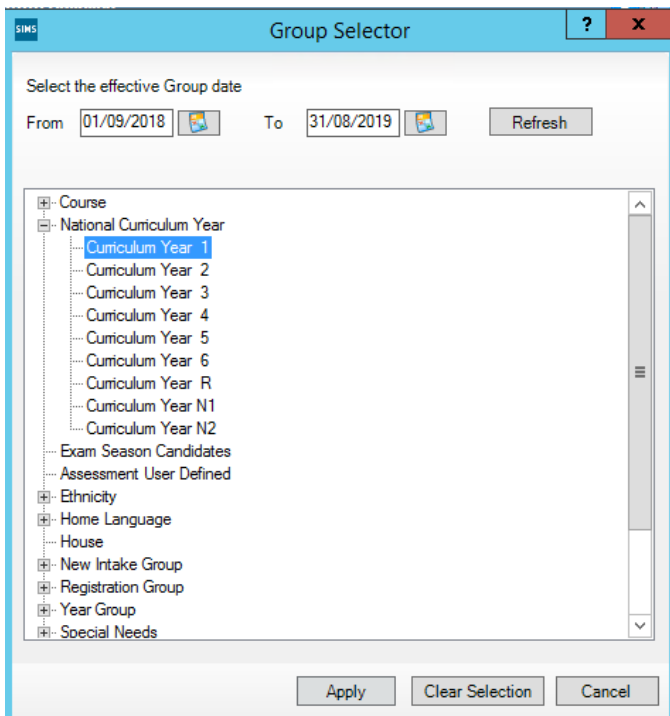 SIMS Group Selector ? x
Select the effective Group date
From 01/09/2018 To 31/08/2019 Refresh
Course
National Curriculum Year
Curriculum Year 1
Curriculum Year 2
Curriculum Year 3
Curriculum Year 4
Curriculum Year 5
Curriculum Year 6
Curriculum Year R
Curriculum Year N1
Curriculum Year N2
Exam Season Candidates
Assessment User Defined
Ethnicity
Home Language
House
New Intake Group
Registration Group
Year Group
Special Needs
Apply Clear Selection Cancel